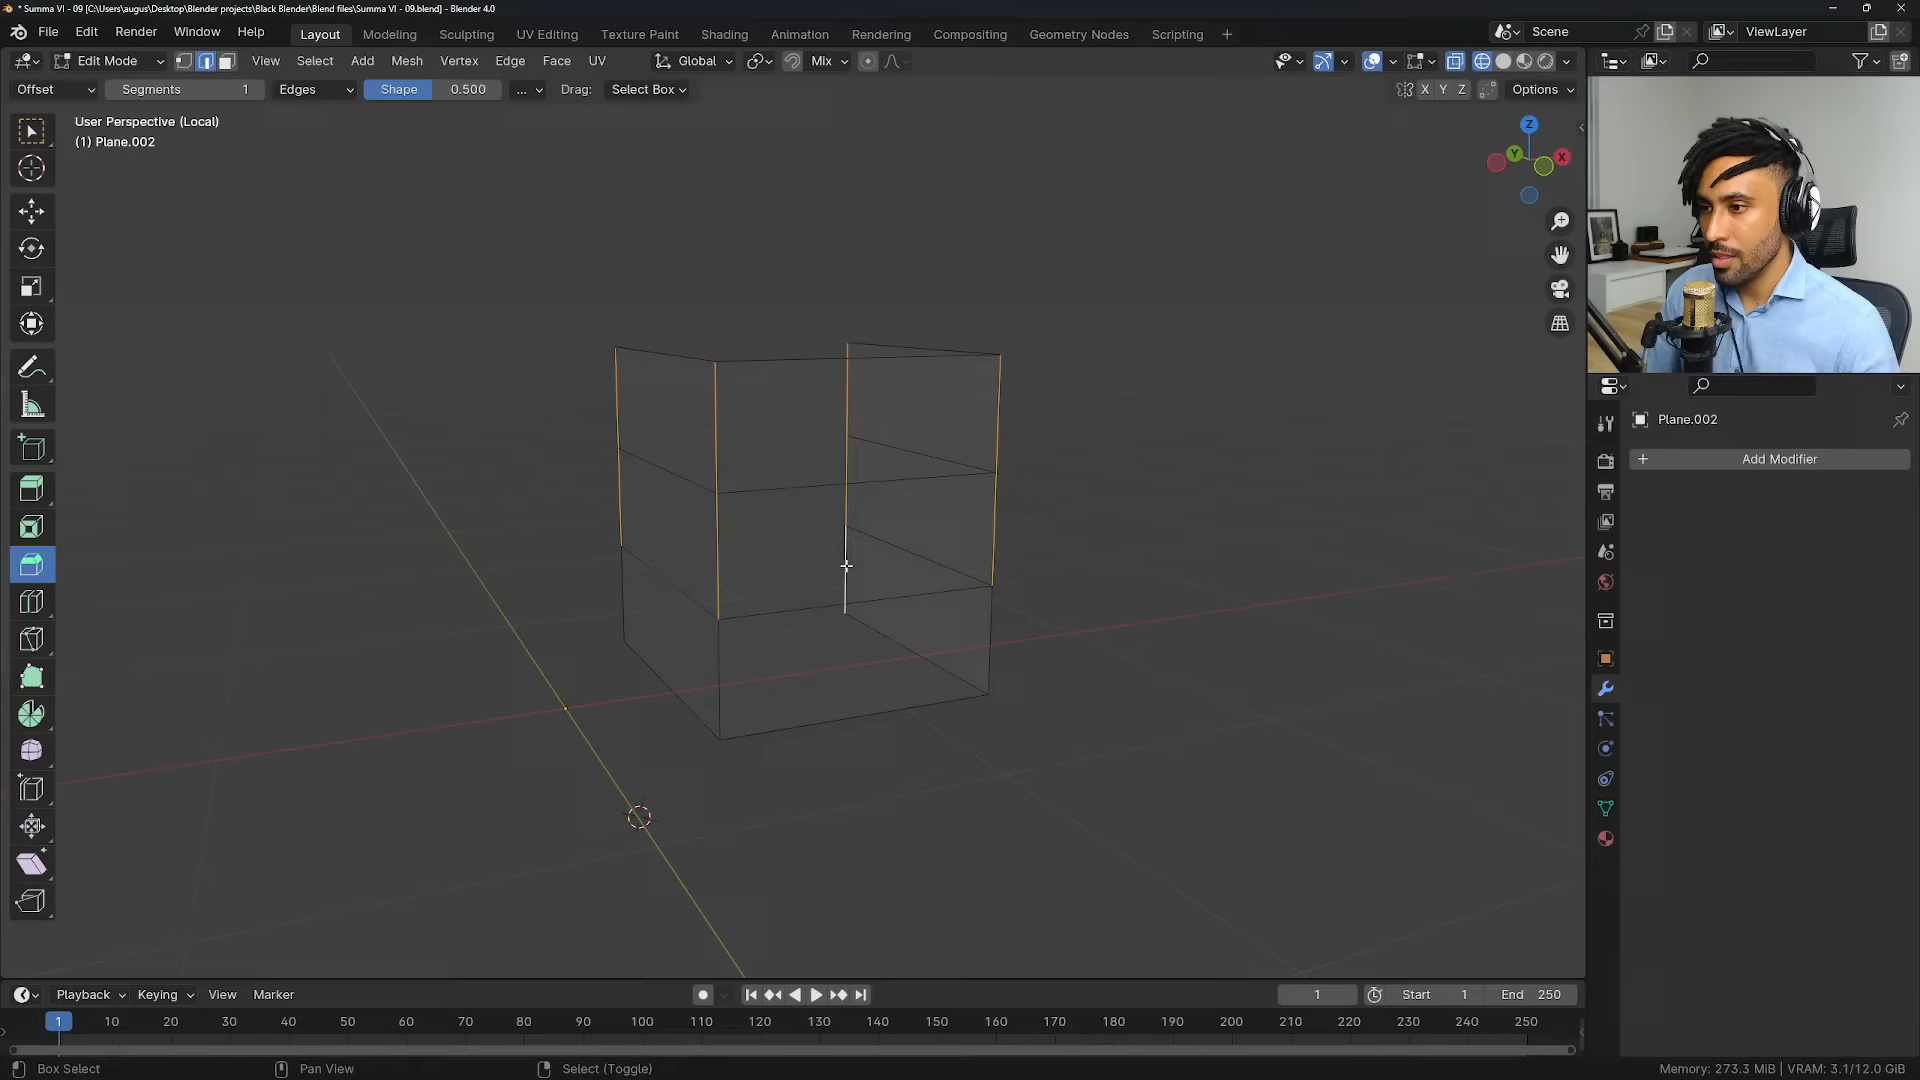 * Summa VI - 09 [C:\Users\augus\Desktop\Blender projects\Black Blender\Blend files\Summa VI - 09.blend] - Blender 4.0
File Edit Render Window Help Layout Modeling Sculpting UV Editing Texture Paint Shading Animation Rendering Compositing Geometry Nodes Scripting + Scene ViewLayer
Edit Mode View Select Add Mesh Vertex Edge Face UV Global Mix
Offset Segments 1 Edges Shape 0.500 ... Drag: Select Box X Y Z Options
User Perspective (Local)
(1) Plane.002
Z
Y X
Plane.002
+ Add Modifier
Playback Keying View Marker 1 Start 1 End 250
1 10 20 30 40 50 60 70 80 90 100 110 120 130 140 150 160 170 180 190 200 210 220 230 240 250
Box Select Pan View Select (Toggle) Memory: 273.3 MiB | VRAM: 3.1/12.0 GiB